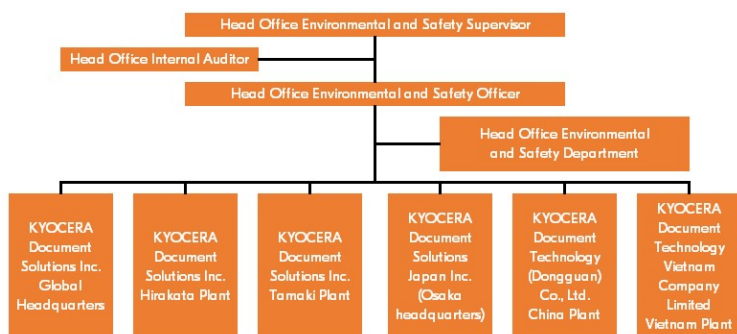 Head Office Environmental and Safety Supervisor
Head Office Internal Auditor
Head Office Environmental and Safety Officer
Head Office Environmental
and Safety Department
KYOCERA
Document
Solutions Inc.
Global
Headquarters
KYOCERA
Document
Solutions Inc.
Hirakata Plant
KYOCERA
Document
Solutions Inc.
Tamaki Plant
KYOCERA
Document
Solutions
Japan Inc.
(Osaka
headquarters)
KYOCERA
Document
Technology
(Dongguan)
Co., Ltd.
China Plant
KYOCERA
Document
Technology
Vietnam
Company
Limited
Vietnam Plant